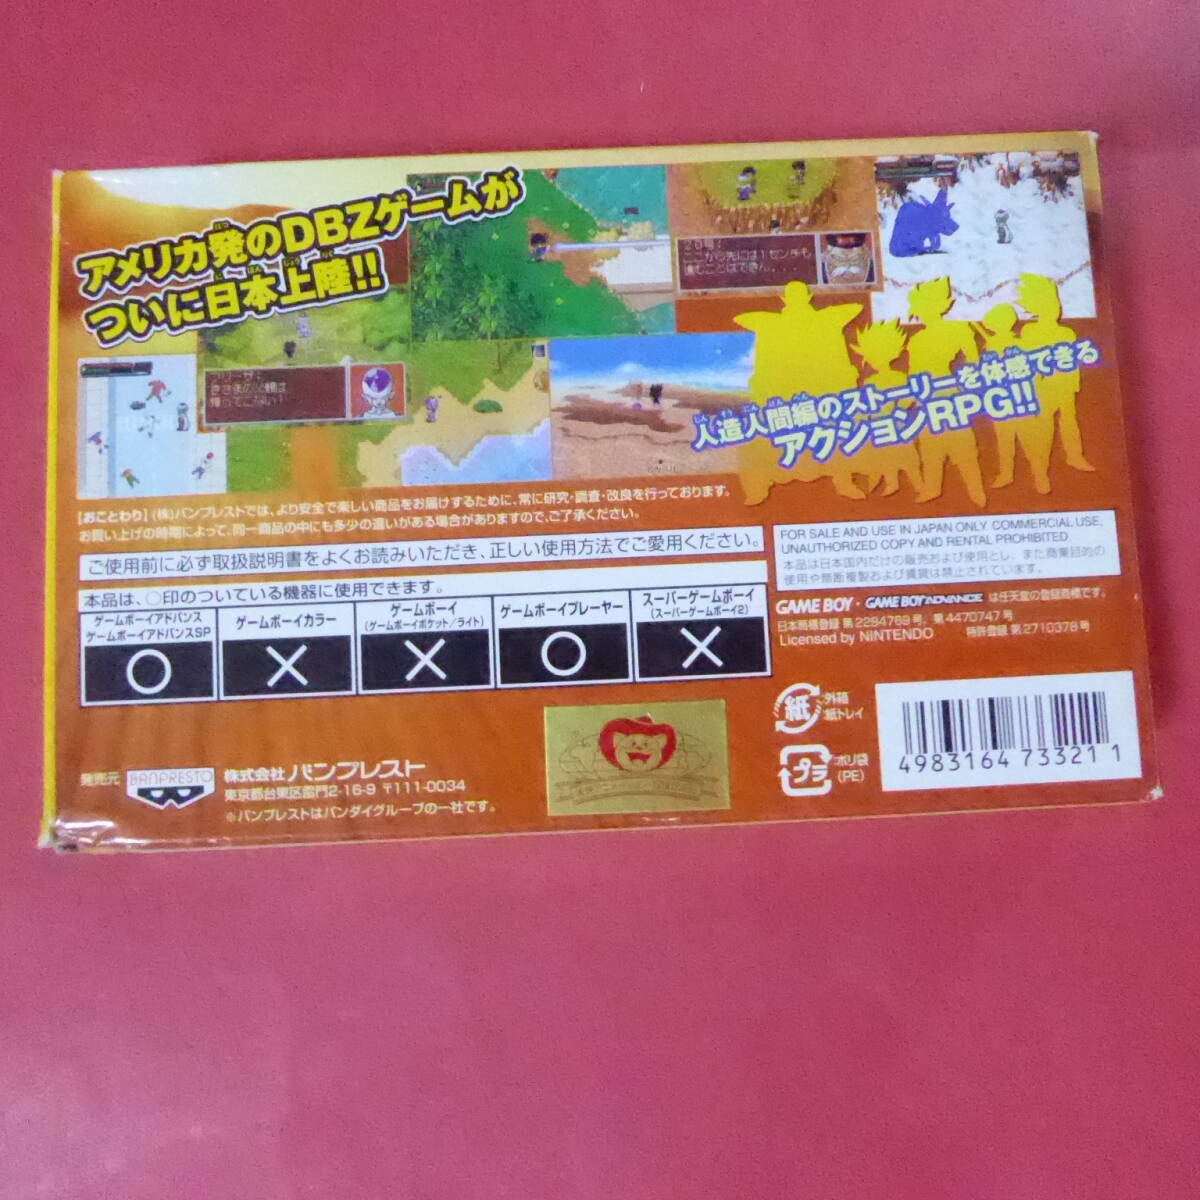 アメリカ発のDBZゲームが
ついに日本上陸!!
20号:
ここから先には1センチも
進むことはできん...
フリーザ:
きさまの父親は
帰ってこない!
人造人間編のストーリーを体感できる
アクションRPG!!
【おことわり】(株)バンプレストでは、より安全で楽しい商品をお届けするために、常に研究・調査・改良を行っております。
お買い上げの時期によって、同一商品の中にも多少の違いがある場合がありますので、ご了承ください。
ご使用前に必ず取扱説明書をよくお読みいただき、正しい使用方法でご愛用ください。
本品は、○印のついている機器に使用できます。
ゲームボーイアドバンス
ゲームボーイアドバンスSP
ゲームボーイカラー
ゲームボーイ
(ゲームボーイポケット/ライト)
ゲームボーイプレーヤー
スーパーゲームボーイ
(スーパーゲームボーイ2)
○ × × ○ ×
FOR SALE AND USE IN JAPAN ONLY. COMMERCIAL USE,
UNAUTHORIZED COPY AND RENTAL PROHIBITED.
本品は日本国内だけの販売および使用とし、また商業目的の
使用や無断複製および賃貸は禁止されています。
GAME BOY・GAME BOY ADVANCE は任天堂の登録商標です。
日本商標登録 第2294769号, 第4470747号
Licensed by NINTENDO 特許登録 第2710378号
紙
外箱
紙トレイ
プラ
ポリ袋
(PE)
4983164 733211
発売元 BANPRESTO 株式会社 バンプレスト
東京都台東区雷門2-16-9 〒111-0034
※バンプレストはバンダイグループの一社です。